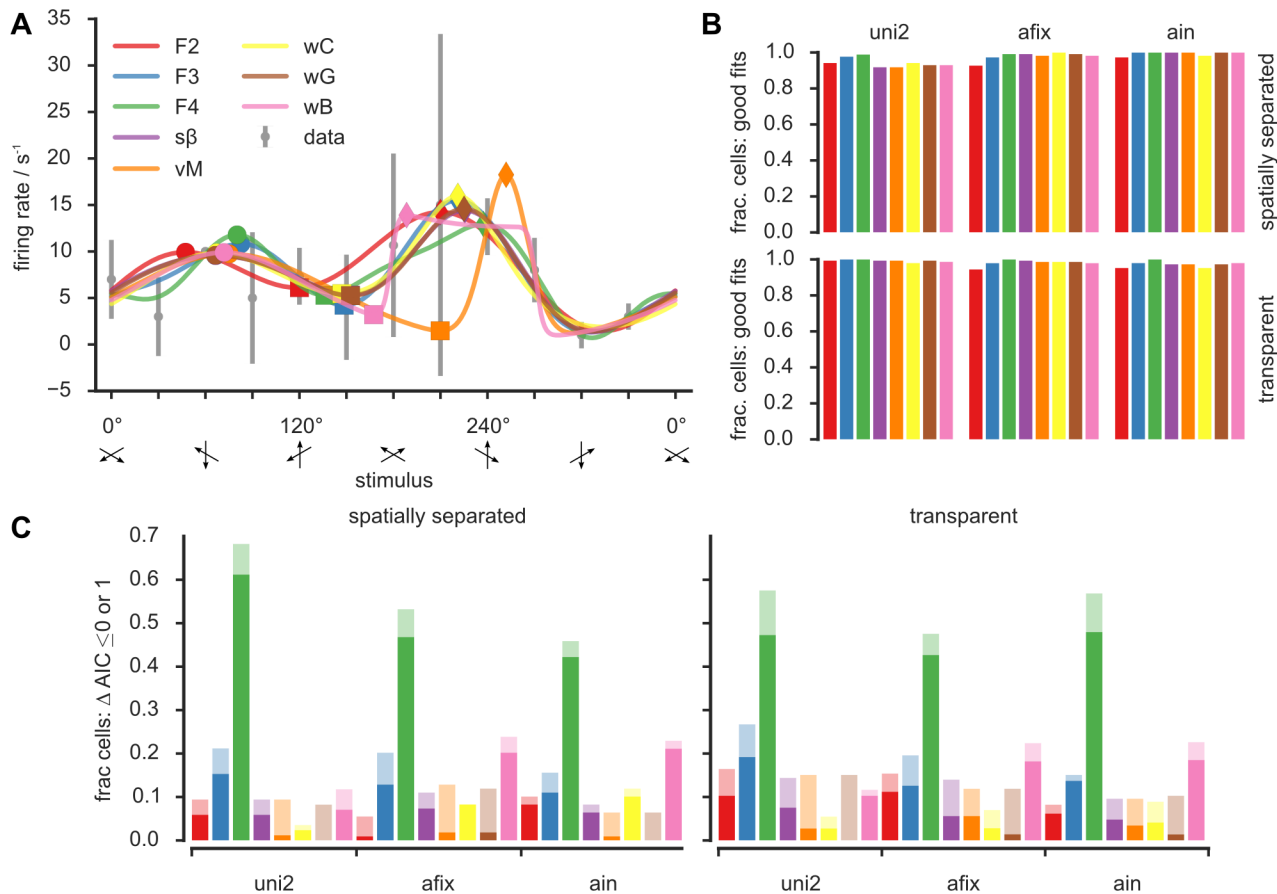 A
35
30
25
20
15
10
5
0
−5
firing rate / s⁻¹
F2
F3
F4
sβ
vM
wC
wG
wB
data
0°
120°
240°
0°
stimulus
B
uni2
afix
ain
1.0
0.8
0.6
0.4
0.2
0.0
frac. cells: good fits
spatially separated
1.0
0.8
0.6
0.4
0.2
0.0
frac. cells: good fits
transparent
C
spatially separated
transparent
0.7
0.6
0.5
0.4
0.3
0.2
0.1
0.0
frac cells: Δ AIC ≤0 or 1
uni2
afix
ain
uni2
afix
ain